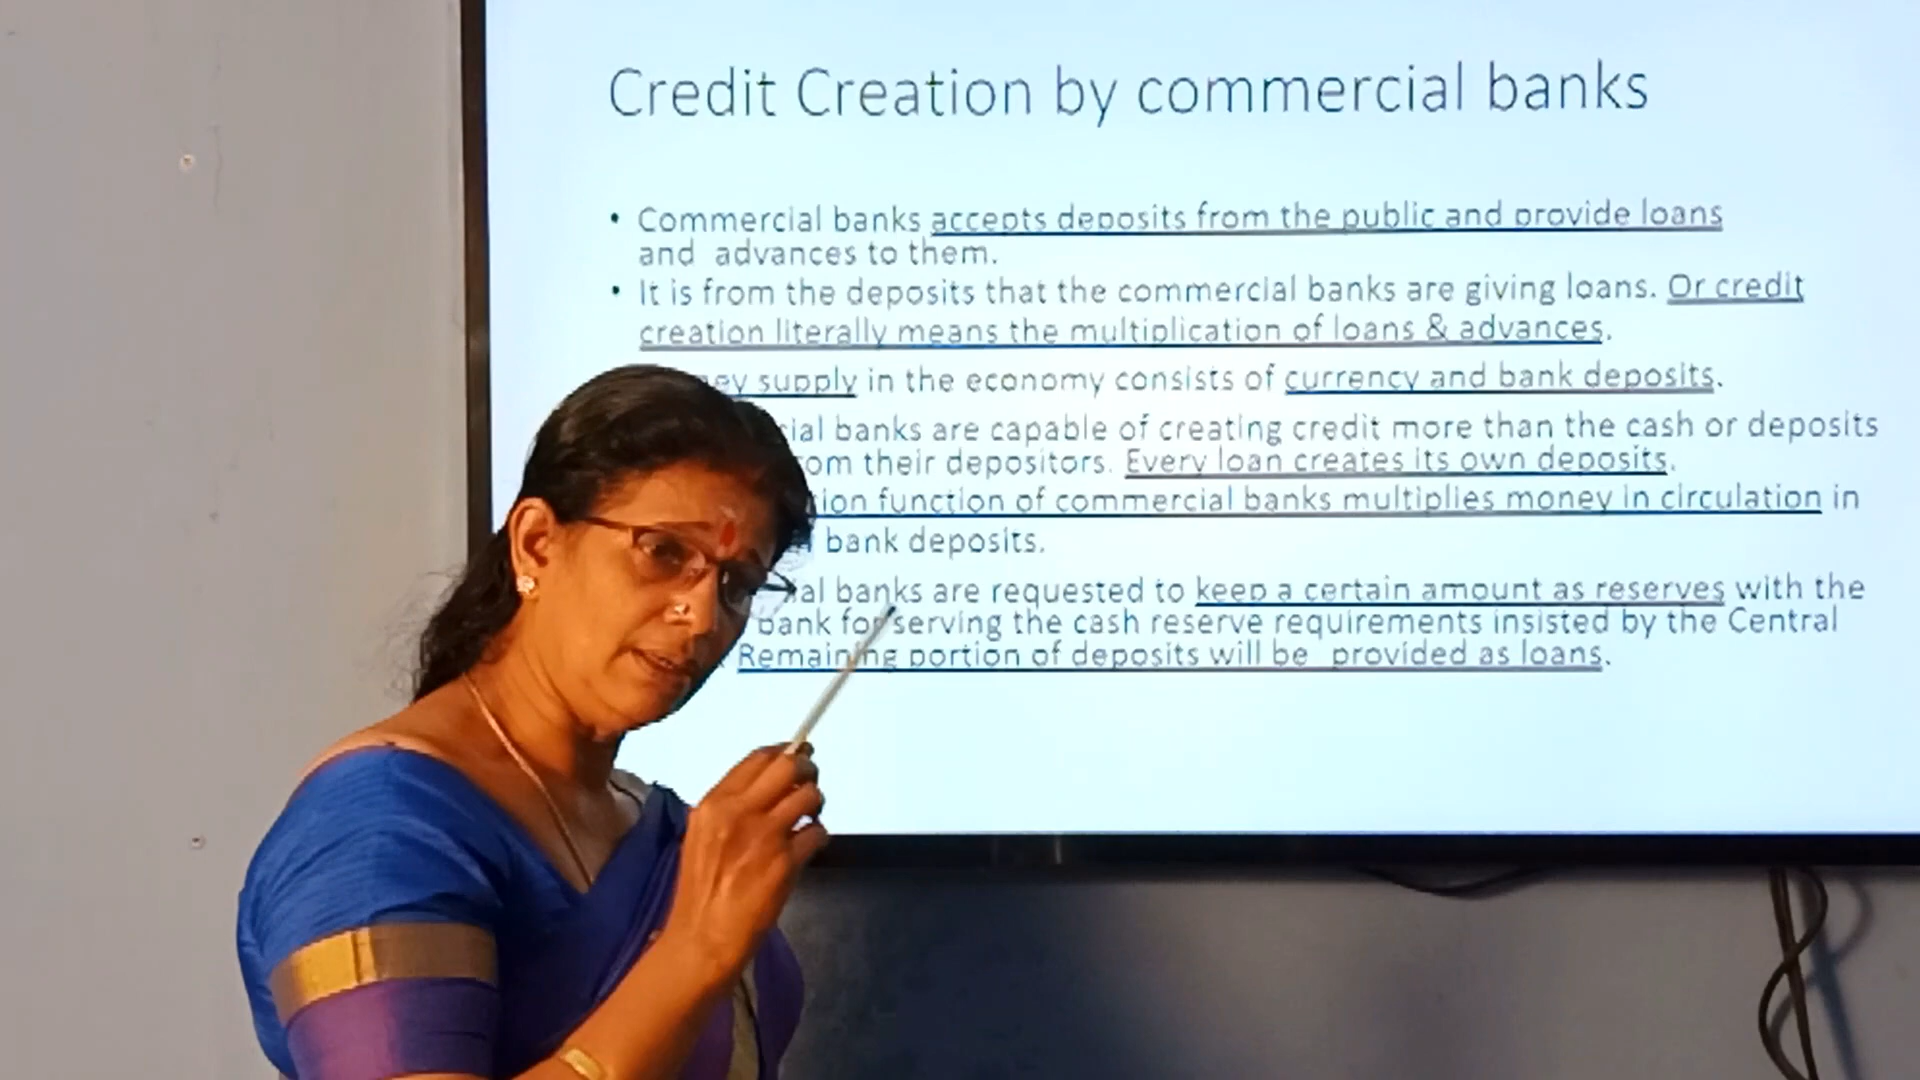 Credit Creation by commercial banks
• Commercial banks accepts deposits from the public and provide loans
and advances to them.
• It is from the deposits that the commercial banks are giving loans. Or credit
creation literally means the multiplication of loans & advances.
supply in the economy consists of currency and bank deposits.
banks are capable of creating credit more than the cash or deposits
their depositors. Every loan creates its own deposits.
function of commercial banks multiplies money in circulation in
bank deposits.
banks are requested to keep a certain amount as reserves with the
bank for serving the cash reserve requirements insisted by the Central
Remaining portion of deposits will be provided as loans.